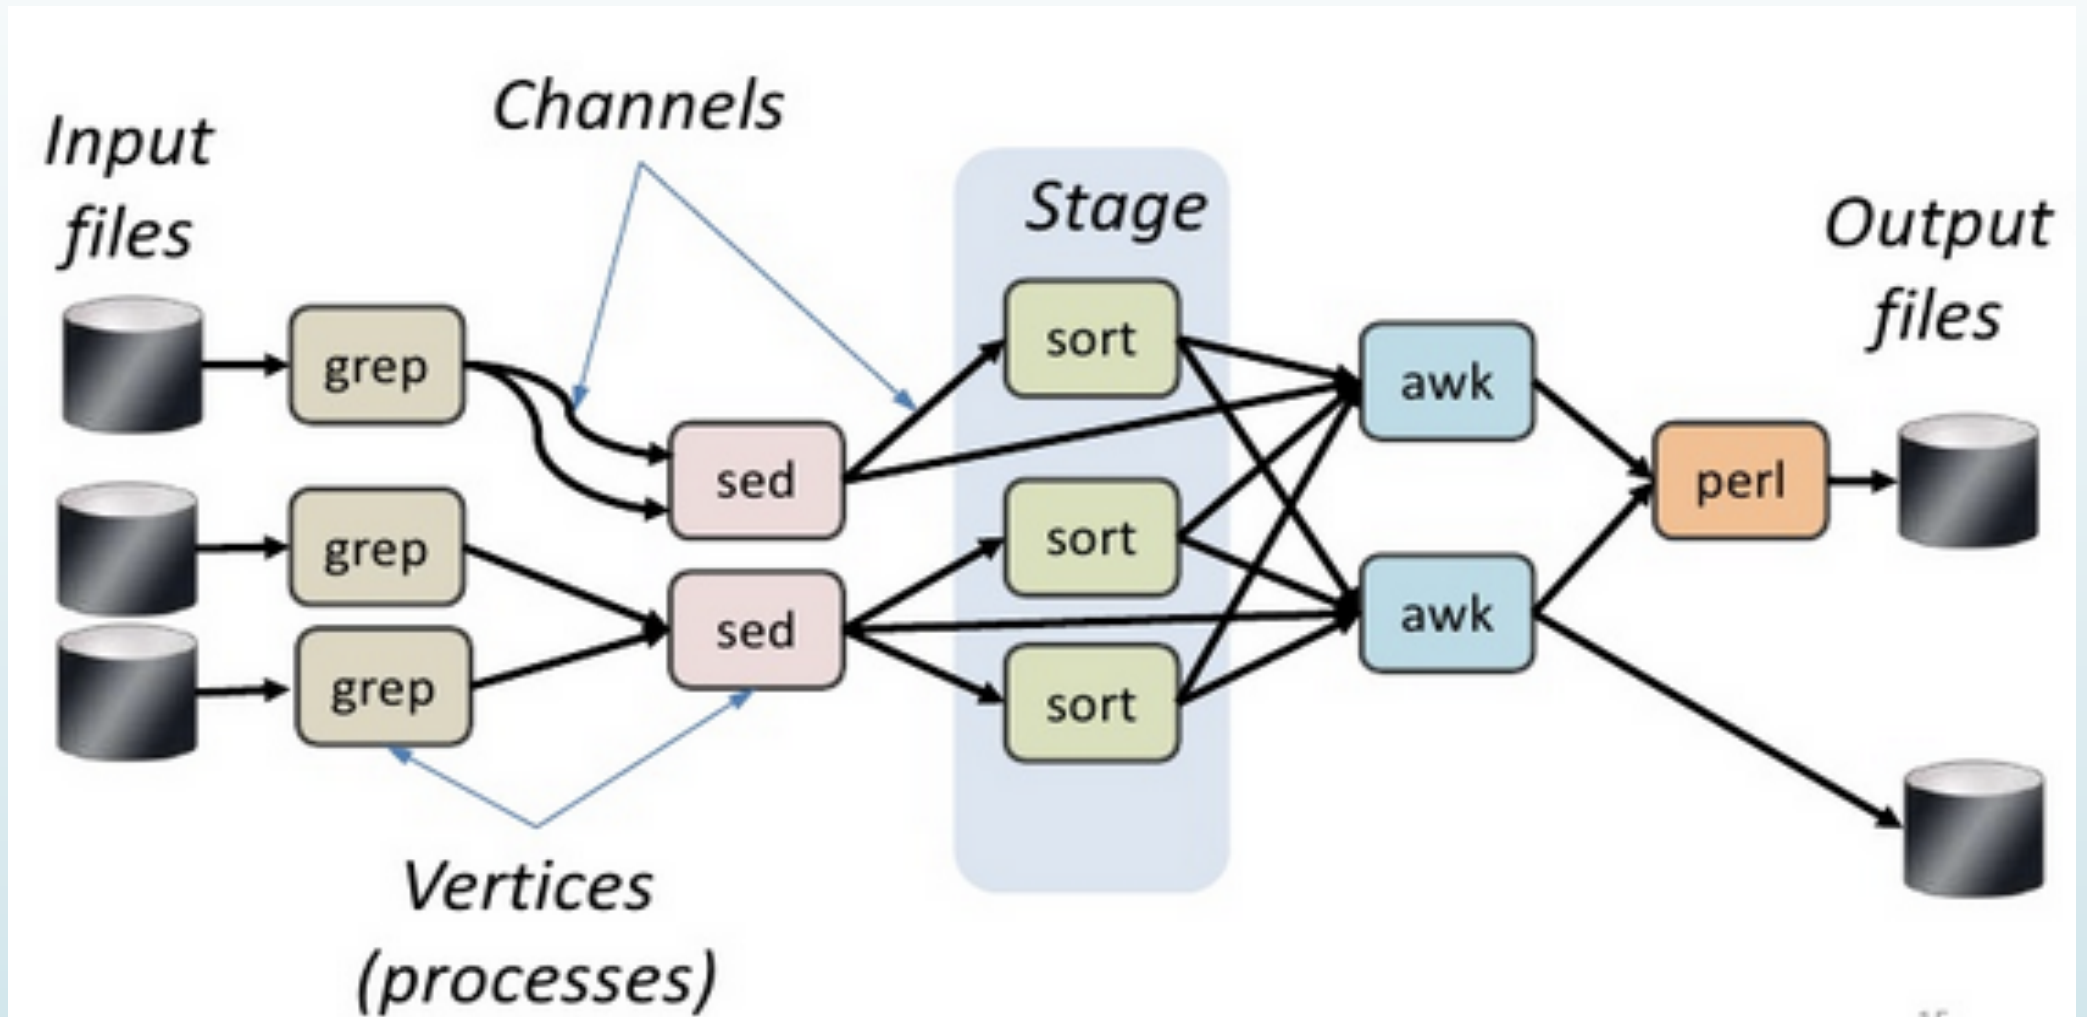 Channels
Input
files
Stage
Output
files
grep
sort
awk
sed
perl
grep
sort
sed
awk
grep
sort
Vertices
(processes)